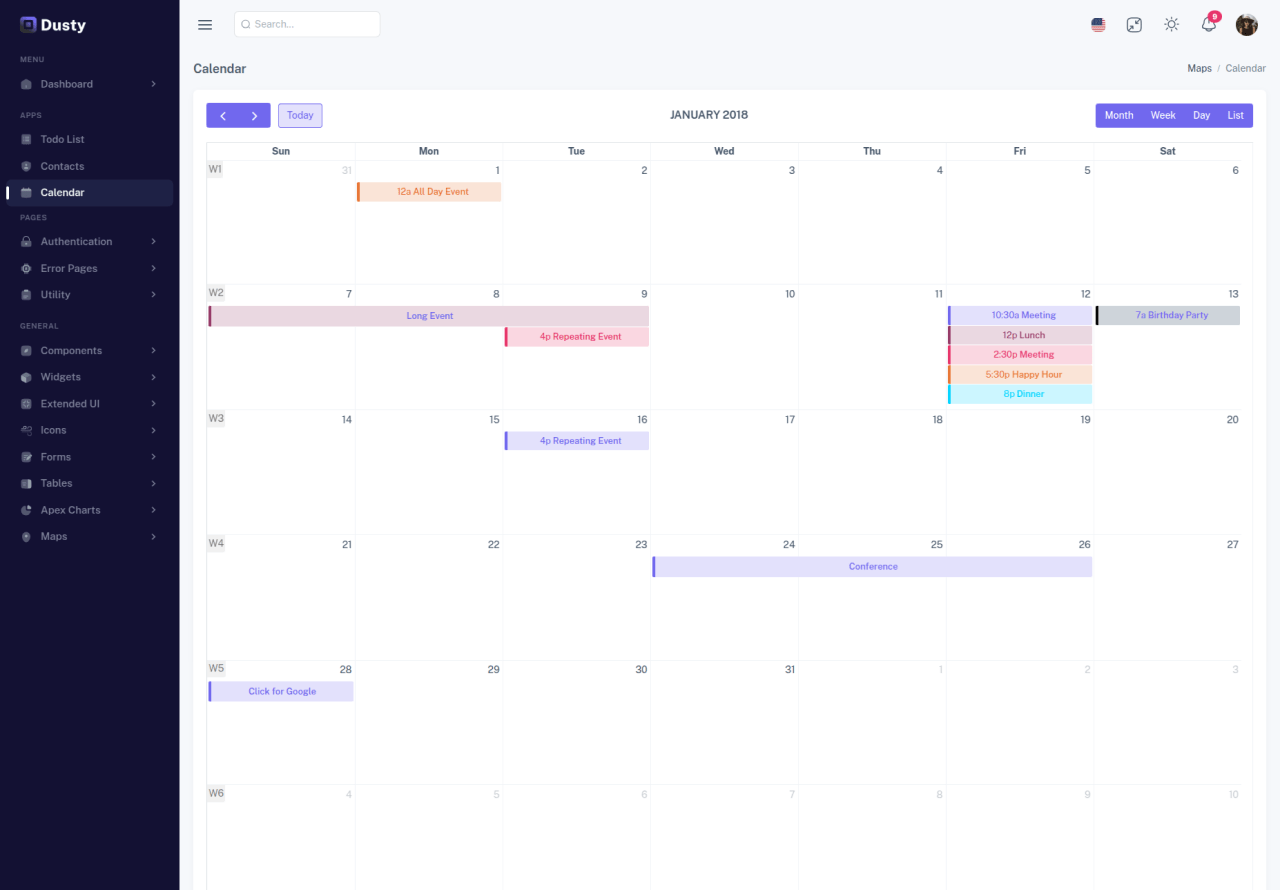 Dusty
Search...
9
MENU
Dashboard
APPS
Todo List
Contacts
Calendar
PAGES
Authentication
Error Pages
Utility
GENERAL
Components
Widgets
Extended UI
Icons
Forms
Tables
Apex Charts
Maps
Calendar
Maps / Calendar
Today
JANUARY 2018
Month Week Day List
Sun Mon Tue Wed Thu Fri Sat
W1 31 1 2 3 4 5 6
12a All Day Event
W2 7 8 9 10 11 12 13
Long Event 10:30a Meeting 7a Birthday Party
4p Repeating Event 12p Lunch
2:30p Meeting
5:30p Happy Hour
8p Dinner
W3 14 15 16 17 18 19 20
4p Repeating Event
W4 21 22 23 24 25 26 27
Conference
W5 28 29 30 31 1 2 3
Click for Google
W6 4 5 6 7 8 9 10